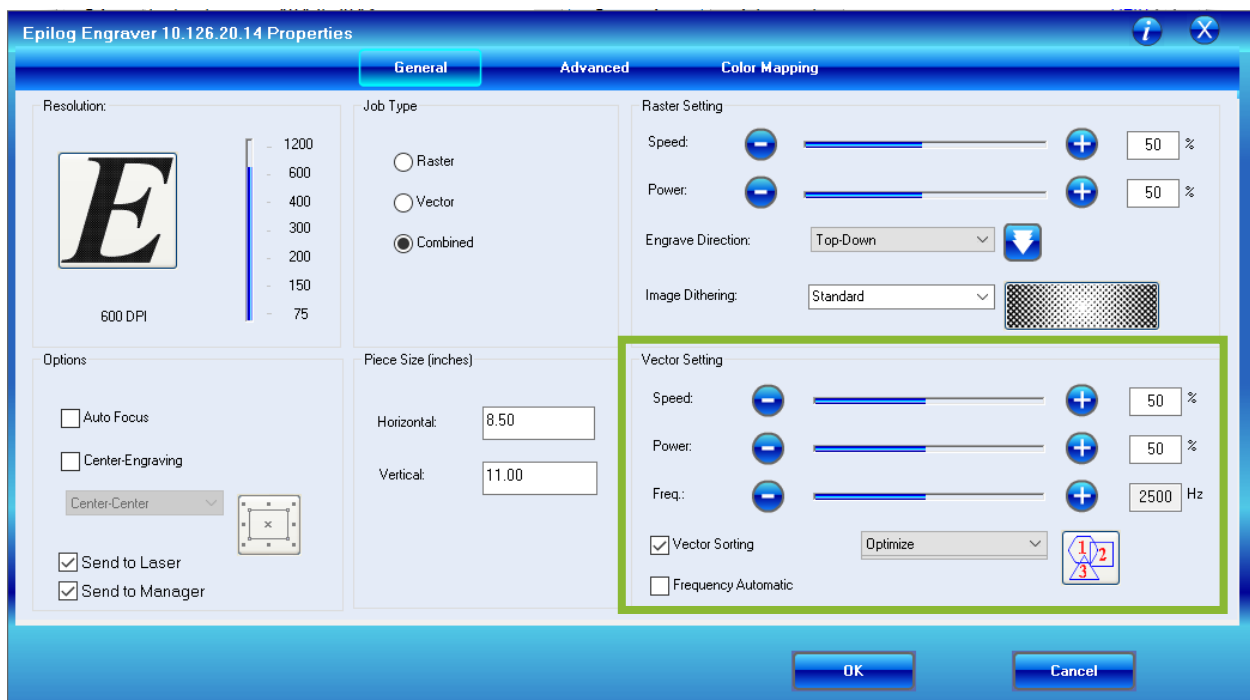 Epilog Engraver 10.126.20.14 Properties
i X
General Advanced Color Mapping
Resolution:
E
1200
600
400
300
200
150
75
600 DPI
Job Type
Raster
Vector
Combined
Raster Setting
Speed: 50 %
Power: 50 %
Engrave Direction: Top-Down
Image Dithering: Standard
Options
Auto Focus
Center-Engraving
Center-Center
Send to Laser
Send to Manager
Piece Size (inches)
Horizontal: 8.50
Vertical: 11.00
Vector Setting
Speed: 50 %
Power: 50 %
Freq.: 2500 Hz
Vector Sorting Optimize
1 2
3
Frequency Automatic
OK Cancel